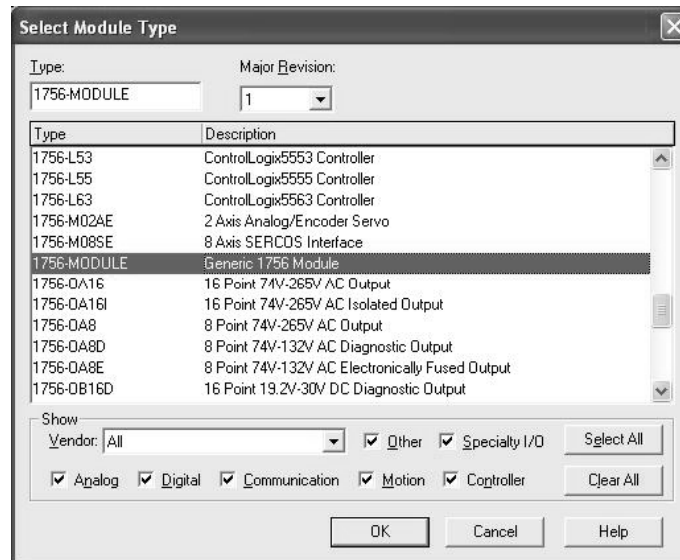 Select Module Type
Type: Major Revision:
1756-MODULE 1
Type Description
1756-L53 ControlLogix5553 Controller
1756-L55 ControlLogix5555 Controller
1756-L63 ControlLogix5563 Controller
1756-M02AE 2 Axis Analog/Encoder Servo
1756-M08SE 8 Axis SERCOS Interface
1756-MODULE Generic 1756 Module
1756-OA16 16 Point 74V-265V AC Output
1756-OA16I 16 Point 74V-265V AC Isolated Output
1756-OA8 8 Point 74V-265V AC Output
1756-OA8D 8 Point 74V-132V AC Diagnostic Output
1756-OA8E 8 Point 74V-132V AC Electronically Fused Output
1756-OB16D 16 Point 19.2V-30V DC Diagnostic Output
Show
Vendor: All Other Specialty I/O Select All
Analog Digital Communication Motion Controller Clear All
OK Cancel Help